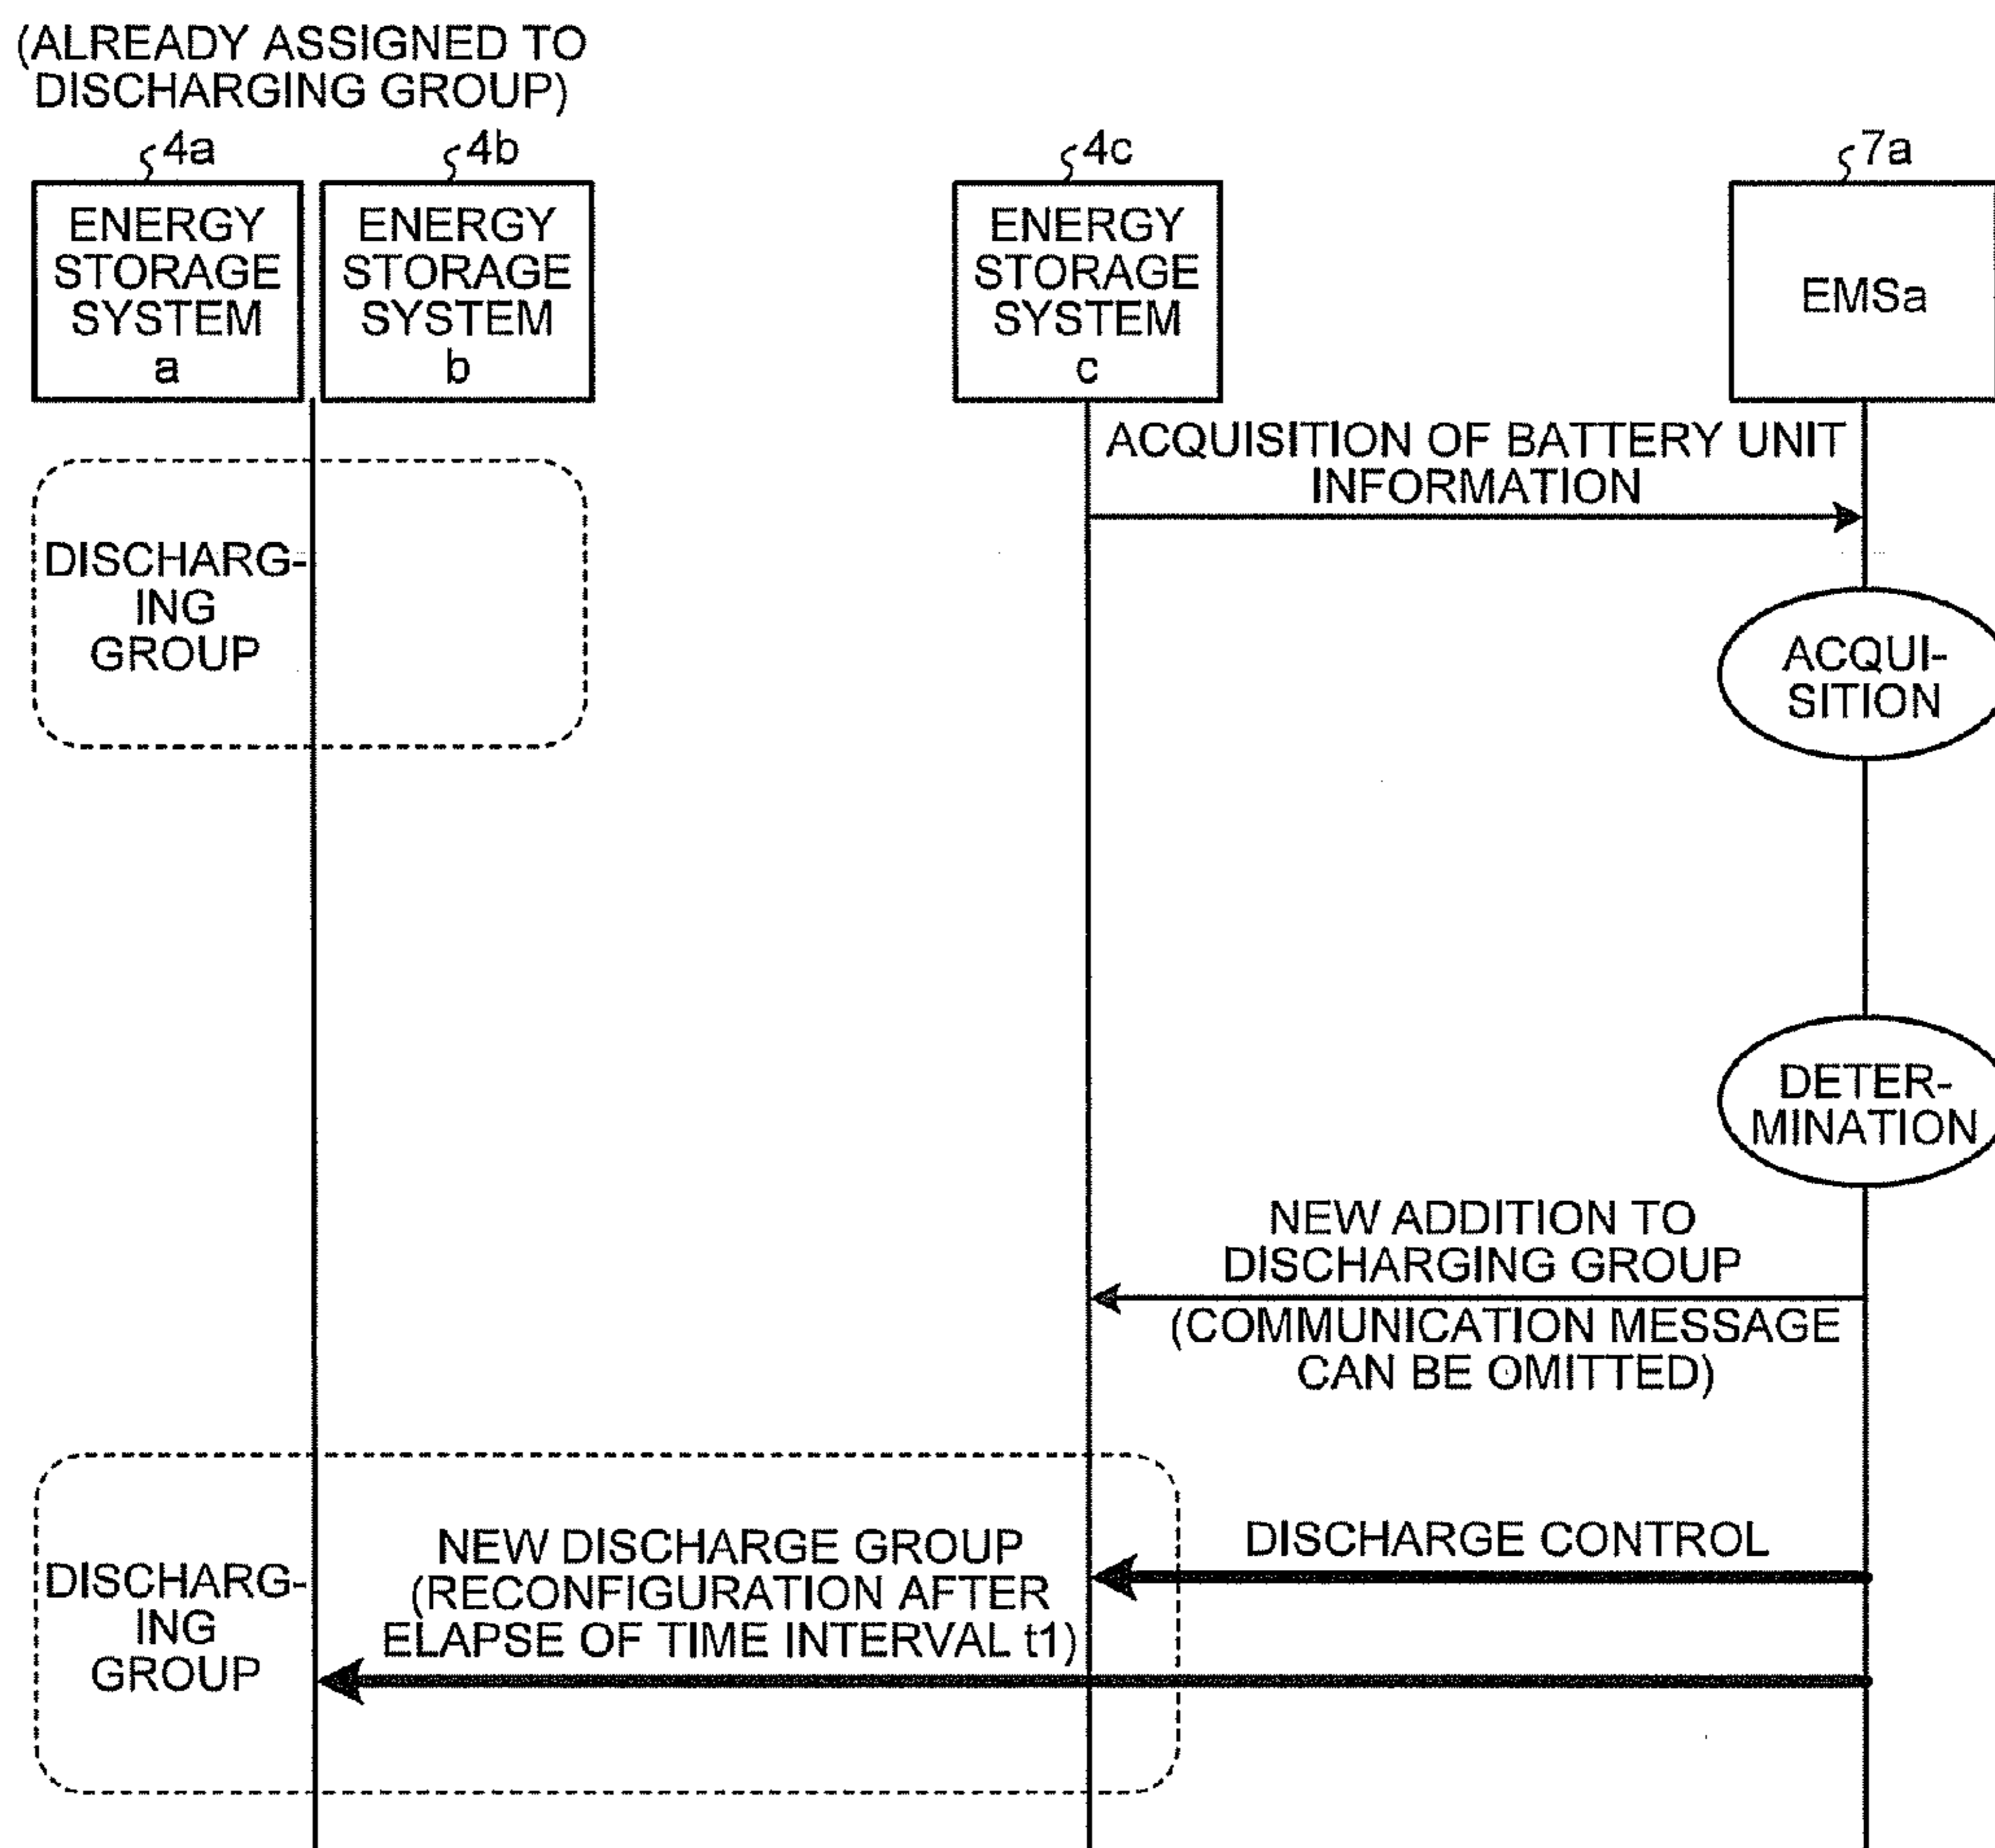 (ALREADY ASSIGNED TO
DISCHARGING GROUP)
4a
4b
4c
7a
ENERGY
STORAGE
SYSTEM
a
ENERGY
STORAGE
SYSTEM
b
ENERGY
STORAGE
SYSTEM
c
EMSa
ACQUISITION OF BATTERY UNIT
INFORMATION
DISCHARG-
ING
GROUP
ACQUI-
SITION
DETER-
MINATION
NEW ADDITION TO
DISCHARGING GROUP
(COMMUNICATION MESSAGE
CAN BE OMITTED)
DISCHARG-
ING
GROUP
NEW DISCHARGE GROUP
(RECONFIGURATION AFTER
ELAPSE OF TIME INTERVAL t1)
DISCHARGE CONTROL